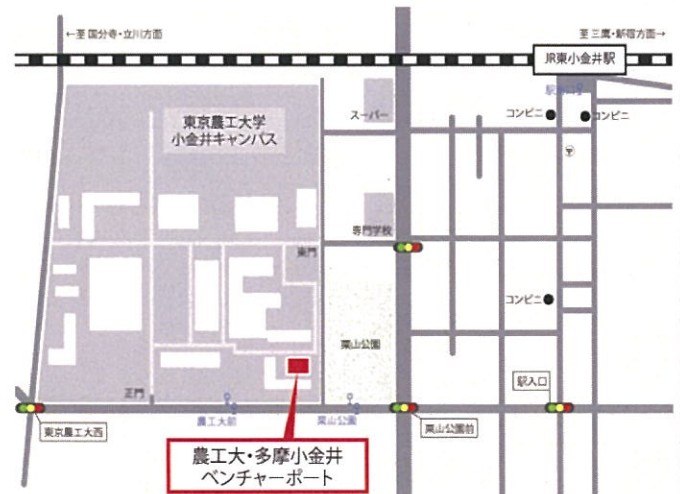 ←至 国分寺・立川方面
至 三鷹・新宿方面→
JR東小金井駅
コンビニ
コンビニ
スーパー
東京農工大学
小金井キャンパス
専門学校
東門
コンビニ
栗山公園
駅入口
正門
農工大前
栗山公園
東京農工大西
栗山公園前
農工大・多摩小金井
ベンチャーポート